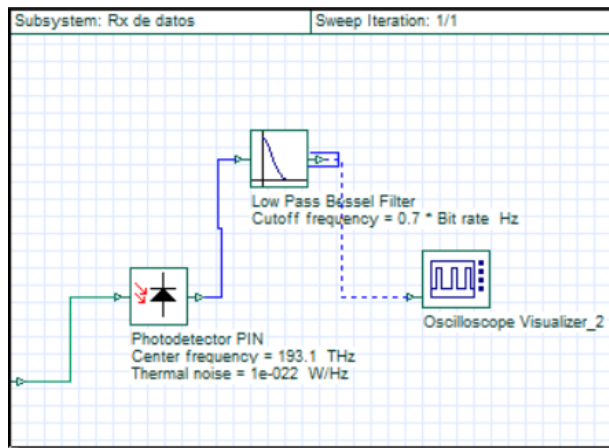 Subsystem: Rx de datos
Sweep Iteration: 1/1
Low Pass Bessel Filter
Cutoff frequency = 0.7 * Bit rate Hz
Oscilloscope Visualizer_2
Photodetector PIN
Center frequency = 193.1 THz
Thermal noise = 1e-022 W/Hz